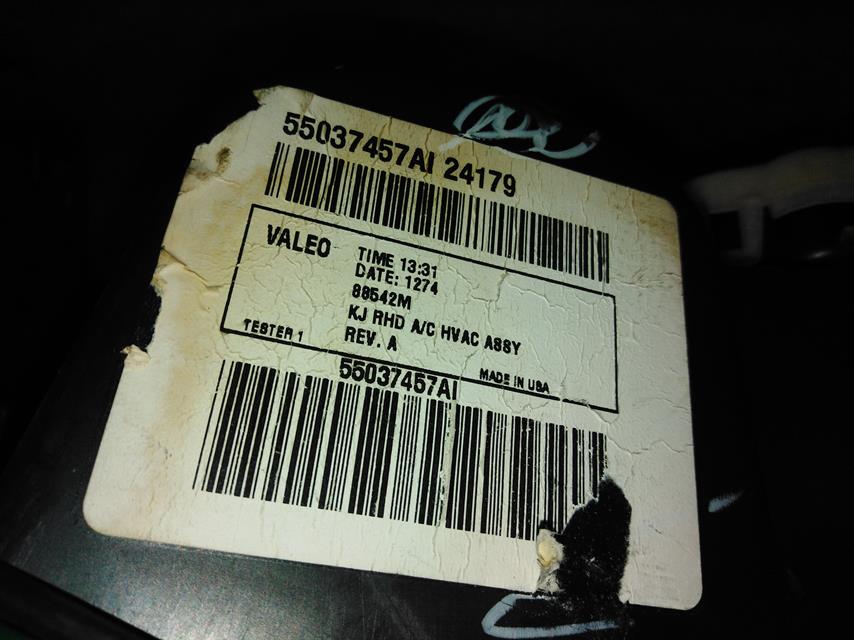 55037457AI 24179
VALEO
TIME 13:31
DATE: 1274
88542M
KJ RHD A/C HVAC ASSY
REV. A
TESTER 1
MADE IN USA
55037457AI